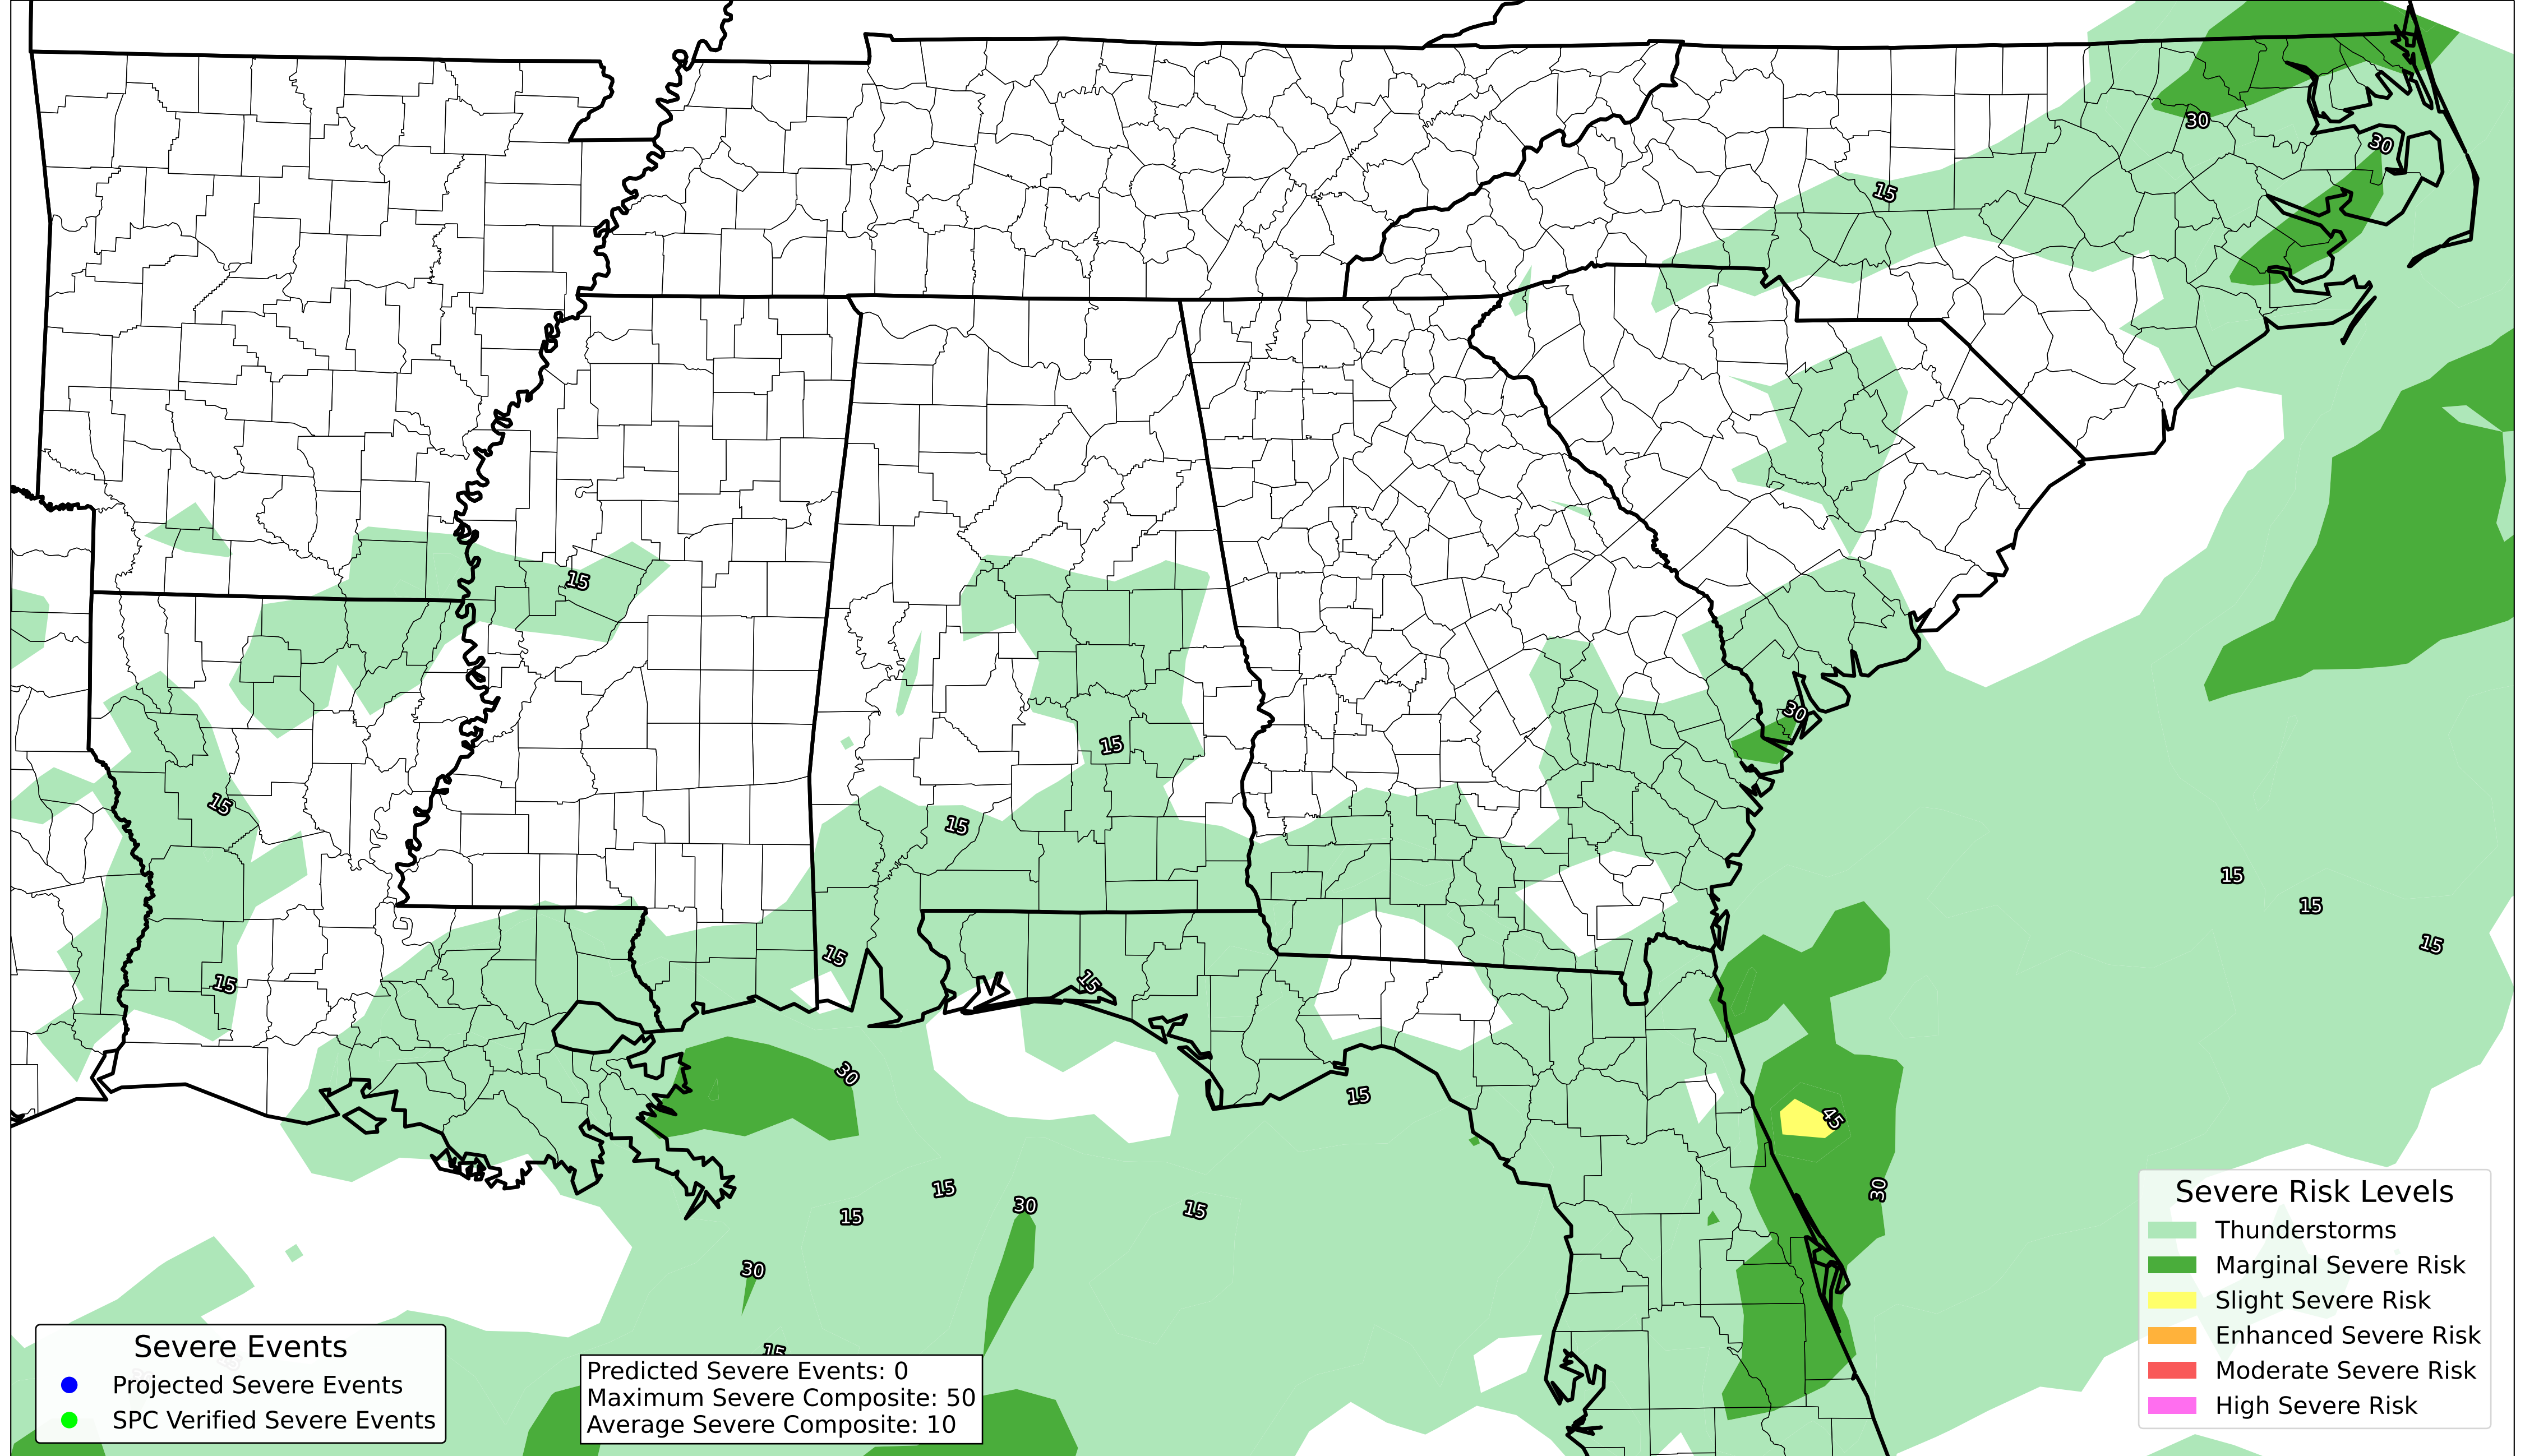 30
30
15
15
30
15
15
15
15
15
15
15
15
15
15
30
15
45
15
30
15
30
15
15
30
15
Severe Risk Levels
Thunderstorms
Marginal Severe Risk
Slight Severe Risk
Enhanced Severe Risk
Moderate Severe Risk
High Severe Risk
Severe Events
Projected Severe Events
SPC Verified Severe Events
Predicted Severe Events: 0
Maximum Severe Composite: 50
Average Severe Composite: 10